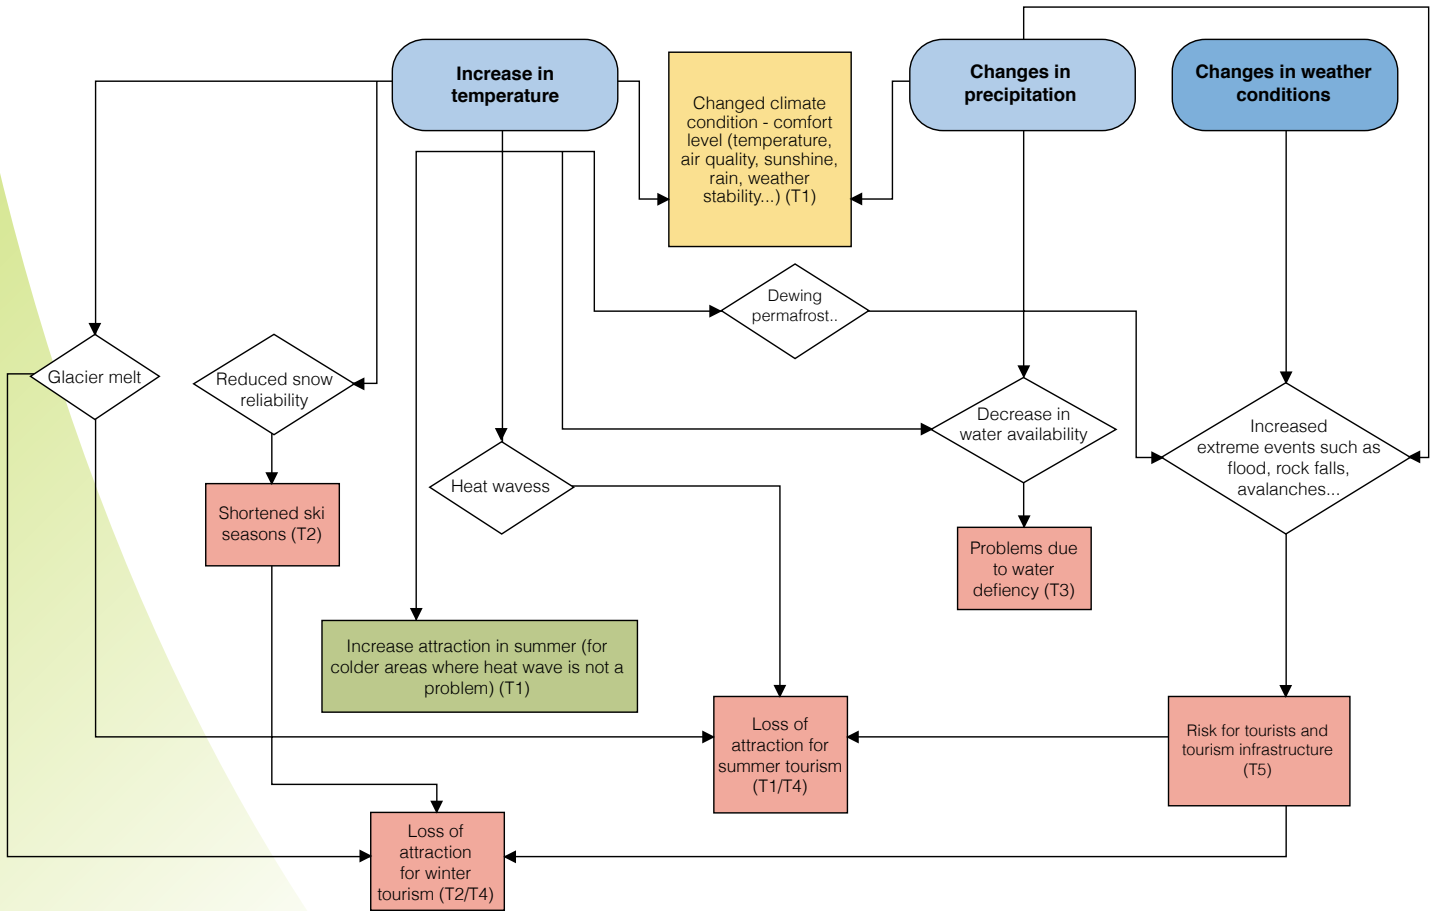 Increase in
temperature
Changed climate
condition - comfort
level (temperature,
air quality, sunshine,
rain, weather
stability...) (T1)
Changes in
precipitation
Changes in weather
conditions
Dewing
permafrost..
Glacier melt
Reduced snow
reliability
Decrease in
water availability
Increased
extreme events such as
flood, rock falls,
avalanches...
Heat wavess
Shortened ski
seasons (T2)
Problems due
to water
defiency (T3)
Increase attraction in summer (for
colder areas where heat wave is not a
problem) (T1)
Loss of
attraction for
summer tourism
(T1/T4)
Risk for tourists and
tourism infrastructure
(T5)
Loss of
attraction
for winter
tourism (T2/T4)